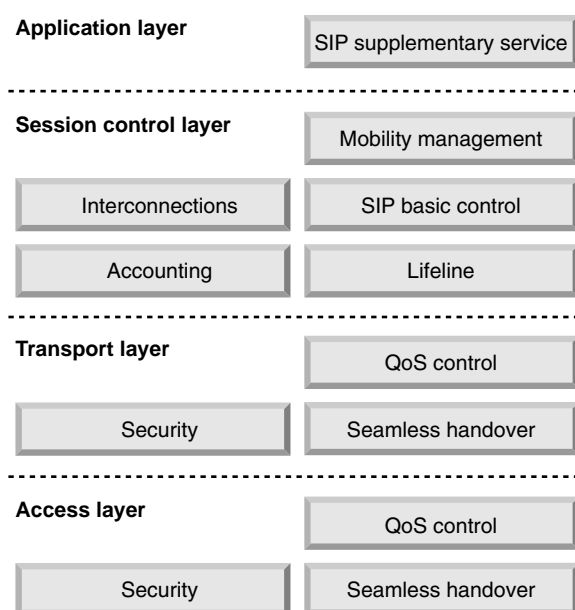 Application layer
SIP supplementary service
Session control layer
Mobility management
Interconnections
SIP basic control
Accounting
Lifeline
Transport layer
QoS control
Security
Seamless handover
Access layer
QoS control
Security
Seamless handover